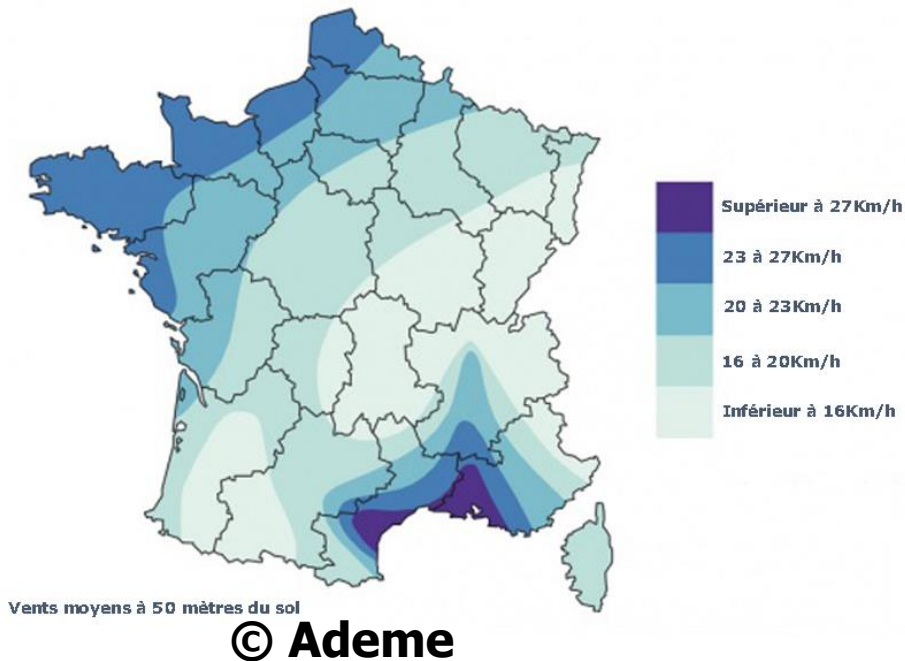 Supérieur à 27Km/h
23 à 27Km/h
20 à 23Km/h
16 à 20Km/h
Inférieur à 16Km/h
Vents moyens à 50 mètres du sol
© Ademe